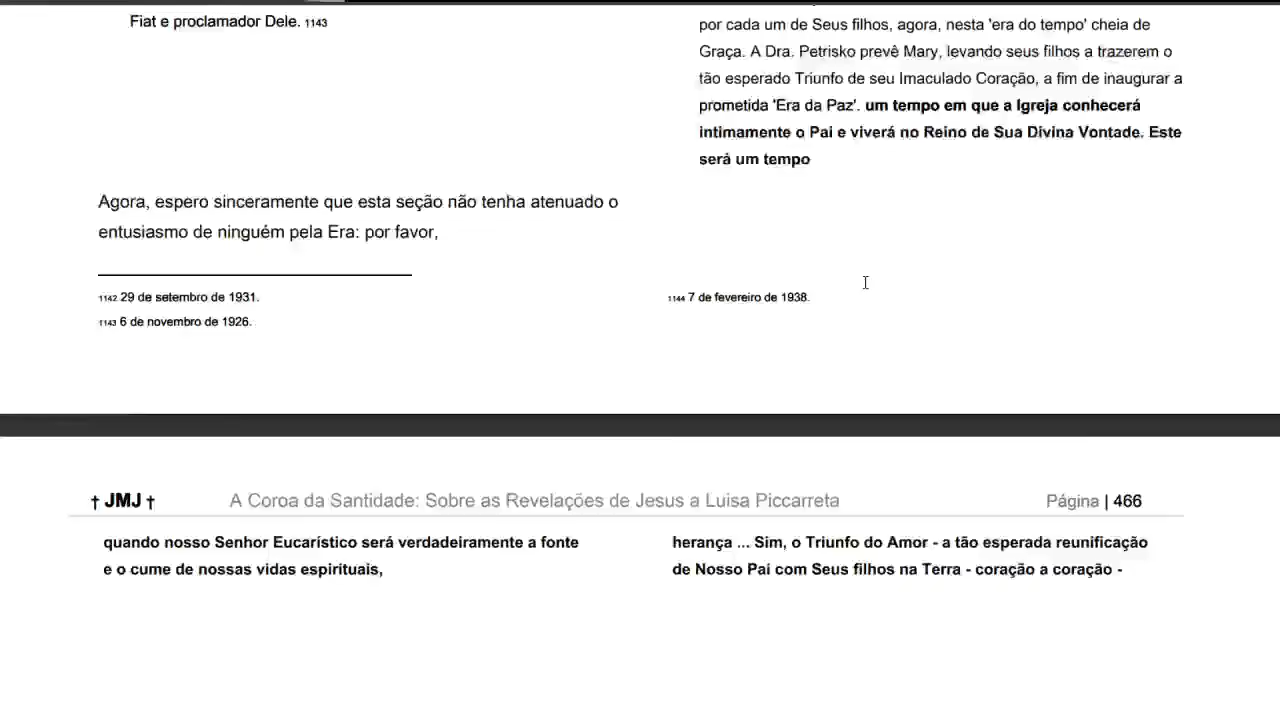 Fiat e proclamador Dele. 1143
Agora, espero sinceramente que esta seção não tenha atenuado o
entusiasmo de ninguém pela Era: por favor,
1142 29 de setembro de 1931.
1143 6 de novembro de 1926.
por cada um de Seus filhos, agora, nesta 'era do tempo' cheia de
Graça. A Dra. Petrisko prevê Mary, levando seus filhos a trazerem o
tão esperado Triunfo de seu Imaculado Coração, a fim de inaugurar a
prometida 'Era da Paz'. um tempo em que a Igreja conhecerá
intimamente o Pai e viverá no Reino de Sua Divina Vontade. Este
será um tempo
1144 7 de fevereiro de 1938.
† JMJ † A Coroa da Santidade: Sobre as Revelações de Jesus a Luisa Piccarreta Página | 466
quando nosso Senhor Eucarístico será verdadeiramente a fonte
e o cume de nossas vidas espirituais,
herança ... Sim, o Triunfo do Amor - a tão esperada reunificação
de Nosso Pai com Seus filhos na Terra - coração a coração -